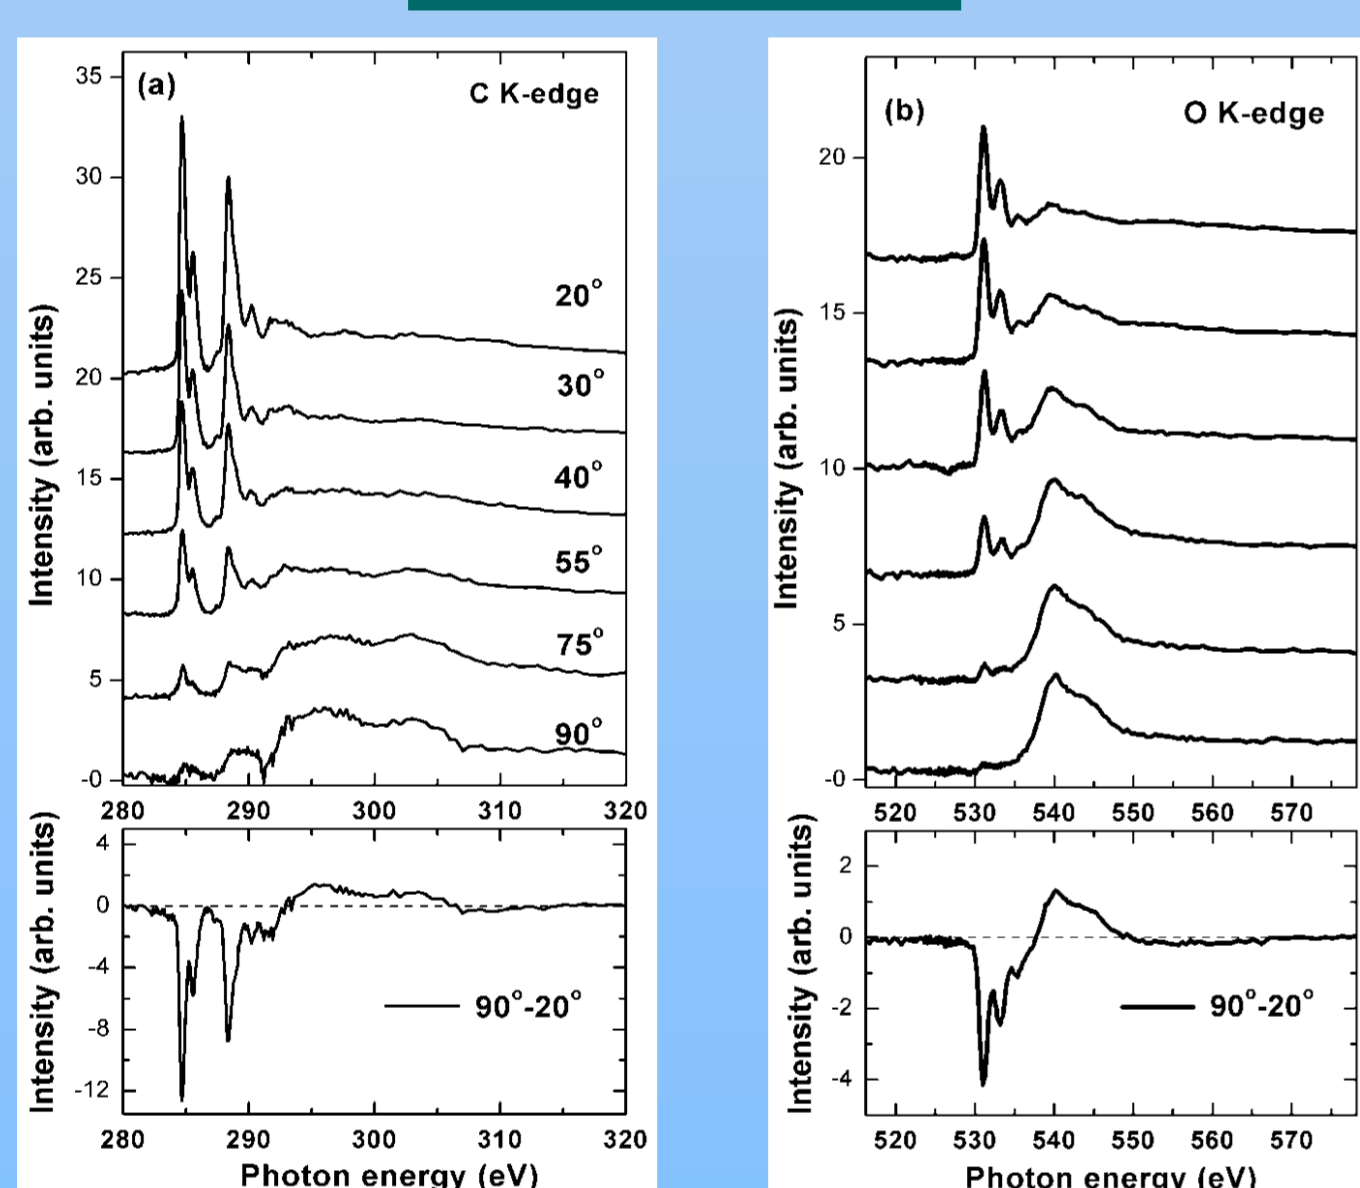 (a)
C K-edge
35
30
25
20
15
10
5
-0
20°
30°
40°
55°
75°
90°
Intensity (arb. units)
280 290 300 310 320
4
0
-4
-8
-12
90°-20°
Intensity (arb. units)
280 290 300 310 320
Photon energy (eV)
(b)
O K-edge
20
15
10
5
-0
Intensity (arb. units)
520 530 540 550 560 570
2
0
-2
-4
90°-20°
Intensity (arb. units)
520 530 540 550 560 570
Photon energy (eV)